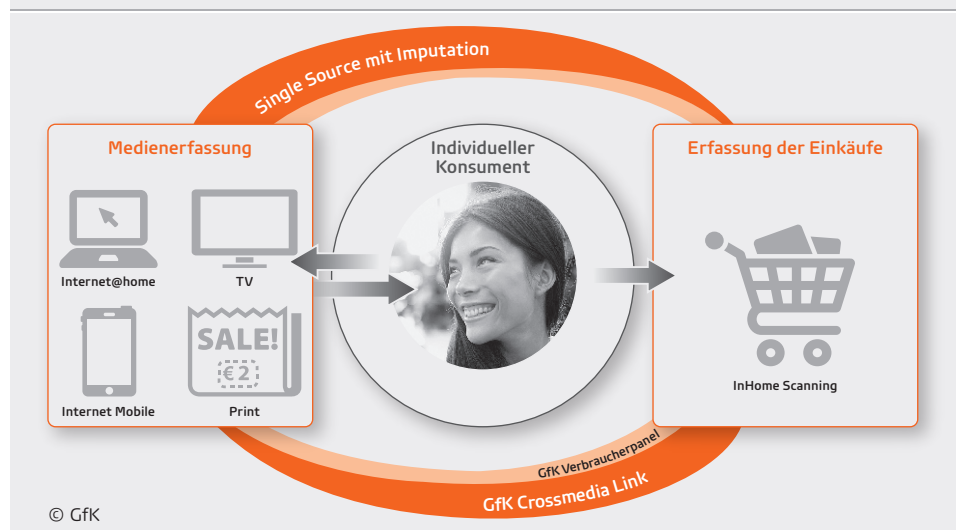 Single Source mit Imputation
Medienerfassung
Internet@home
TV
Internet Mobile
SALE!
€2
Print
Individueller
Konsument
Erfassung der Einkäufe
InHome Scanning
GfK Verbraucherpanel
GfK Crossmedia Link
© GfK